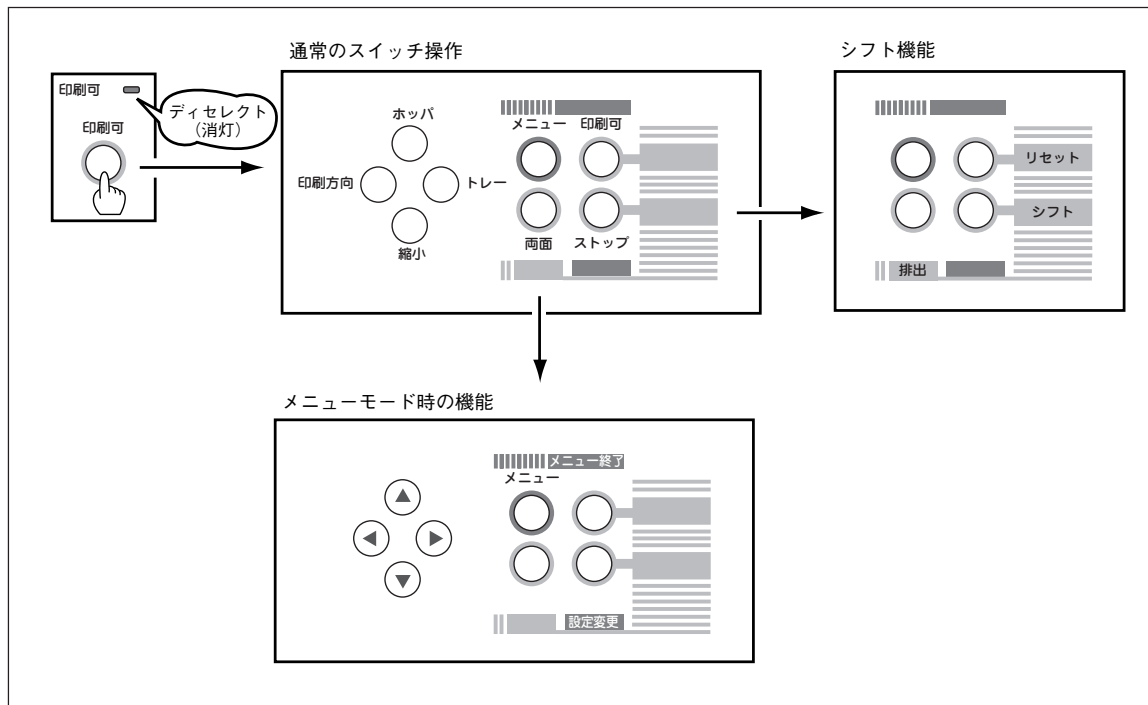 通常のスイッチ操作
シフト機能
印刷可
ディセレクト
（消灯）
印刷可
ホッパ
印刷方向
トレー
縮小
メニュー 印刷可
両面 ストップ
リセット
シフト
排出
メニューモード時の機能
メニュー終了
メニュー
設定変更